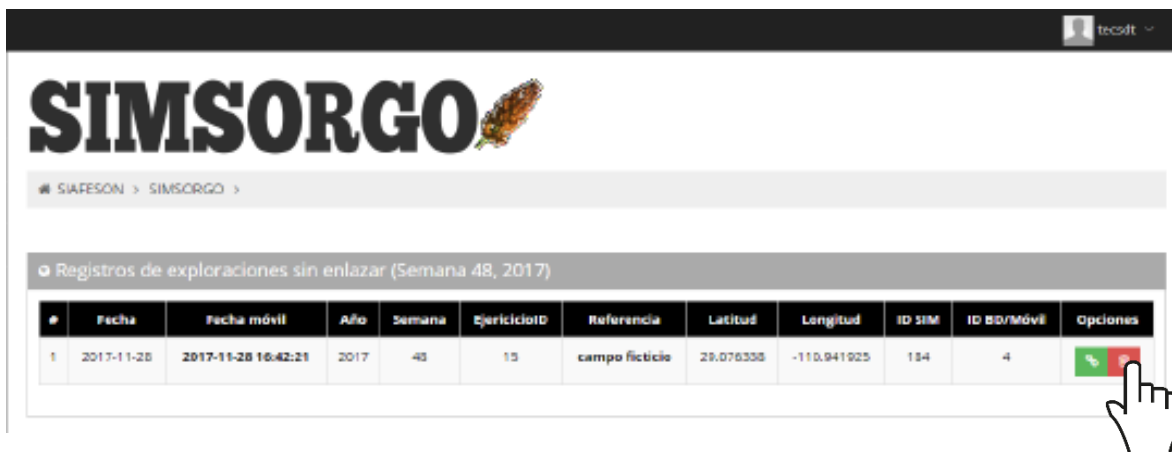 tecsdt
SIMSORGO
SIAFESON > SIMSORGO >
Registros de exploraciones sin enlazar (Semana 48, 2017)
# Fecha Fecha móvil Año Semana EjericicioID Referencia Latitud Longitud ID SIM ID BD/Móvil Opciones
1 2017-11-28 2017-11-28 16:42:21 2017 48 15 campo ficticio 29.076338 -110.941925 184 4